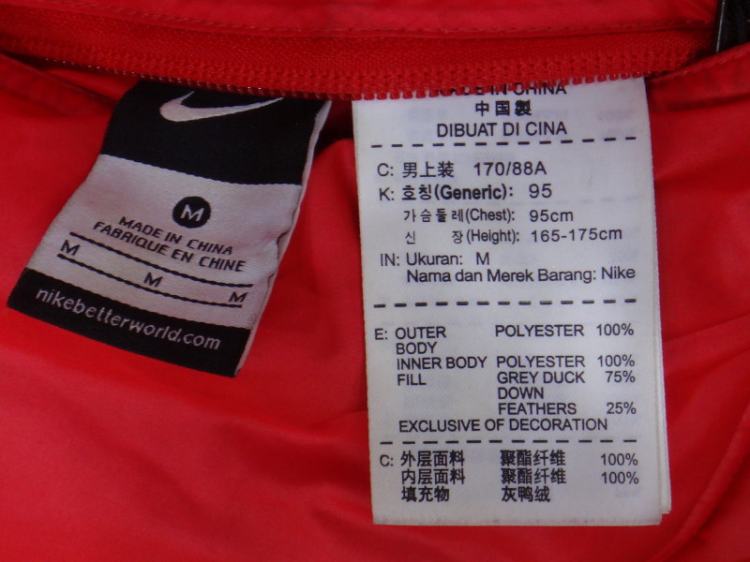 M
MADE IN CHINA
FABRIQUE EN CHINE
M M M
nikebetterworld.com
MADE IN CHINA
中国製
DIBUAT DI CINA
C: 男上装 170/88A
K: 호칭(Generic): 95
가슴둘레(Chest): 95cm
신 장(Height): 165-175cm
IN: Ukuran: M
Nama dan Merek Barang: Nike
E: OUTER POLYESTER 100%
BODY
INNER BODY POLYESTER 100%
FILL GREY DUCK 75%
DOWN
FEATHERS 25%
EXCLUSIVE OF DECORATION
C: 外层面料 聚酯纤维 100%
内层面料 聚酯纤维 100%
填充物 灰鸭绒